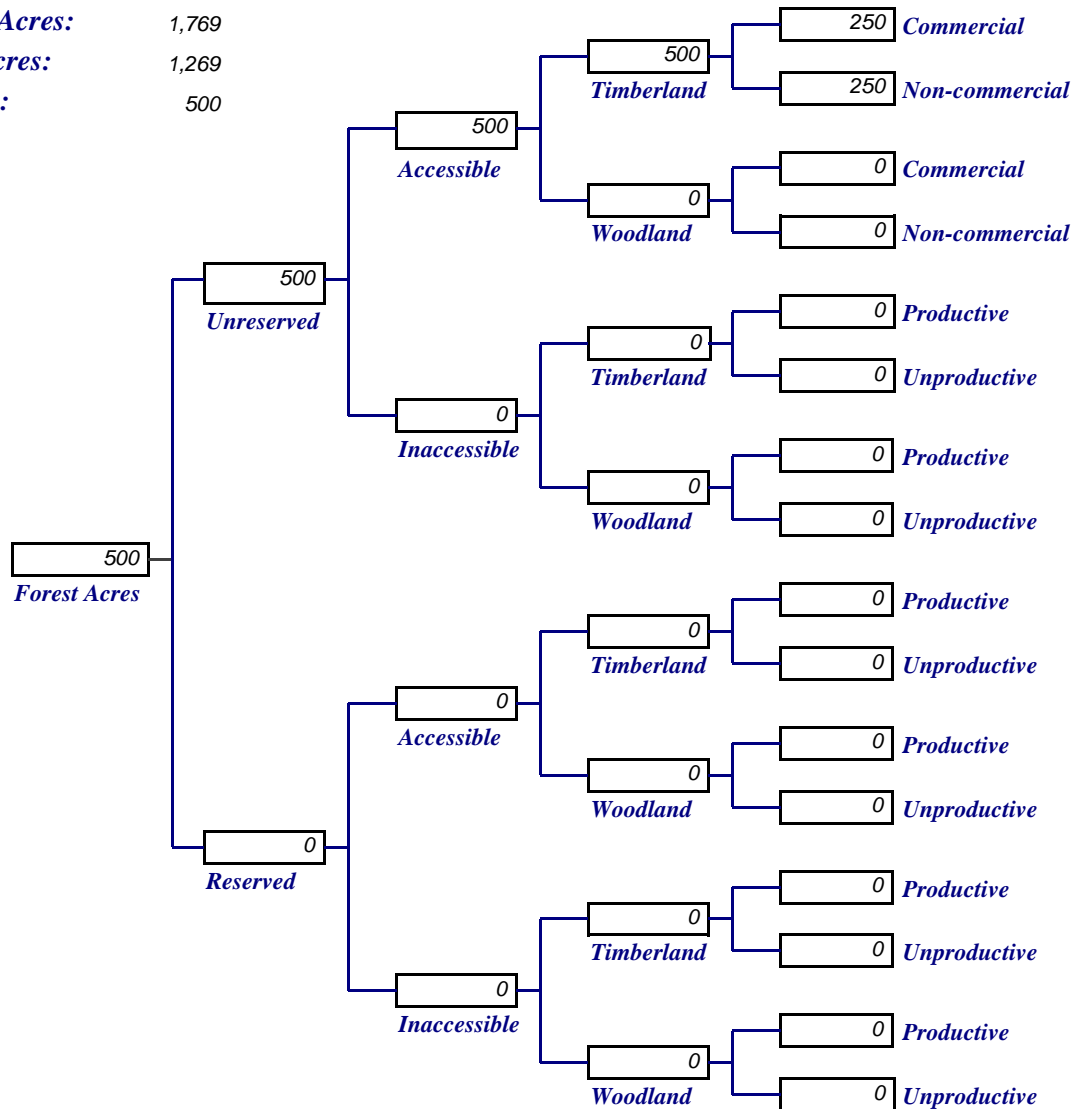 Acres: 1,769
cres: 1,269
: 500
250 Commercial
500
Timberland
250 Non-commercial
500
Accessible
0 Commercial
0
Woodland
0 Non-commercial
500
Unreserved
0 Productive
0
Timberland
0 Unproductive
0
Inaccessible
0 Productive
0
Woodland
0 Unproductive
500
Forest Acres
0 Productive
0
Timberland
0 Unproductive
0
Accessible
0 Productive
0
Woodland
0 Unproductive
0
Reserved
0 Productive
0
Timberland
0 Unproductive
0
Inaccessible
0 Productive
0
Woodland
0 Unproductive